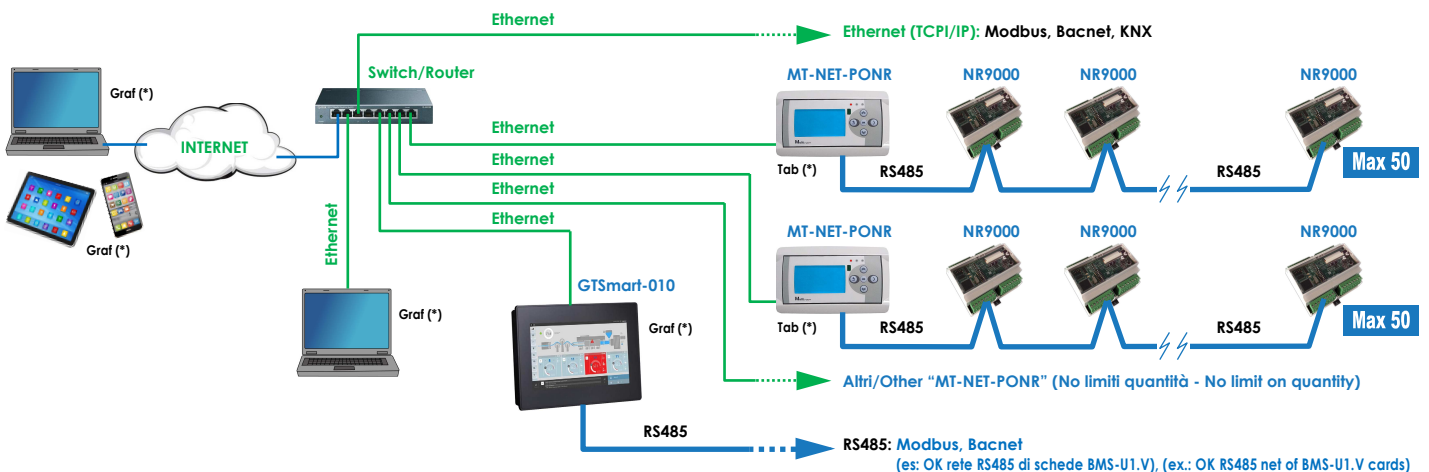 Ethernet
Ethernet (TCPI/IP): Modbus, Bacnet, KNX
Switch/Router
MT-NET-PONR
NR9000
NR9000
NR9000
Graf (*)
INTERNET
Ethernet
Tab (*)
RS485
RS485
Max 50
Ethernet
Ethernet
Ethernet
Graf (*)
Ethernet
MT-NET-PONR
NR9000
NR9000
NR9000
GTSmart-010
Graf (*)
Graf (*)
Tab (*)
RS485
RS485
Max 50
Altri/Other “MT-NET-PONR” (No limiti quantità - No limit on quantity)
RS485
RS485: Modbus, Bacnet
(es: OK rete RS485 di schede BMS-U1.V), (ex.: OK RS485 net of BMS-U1.V cards)